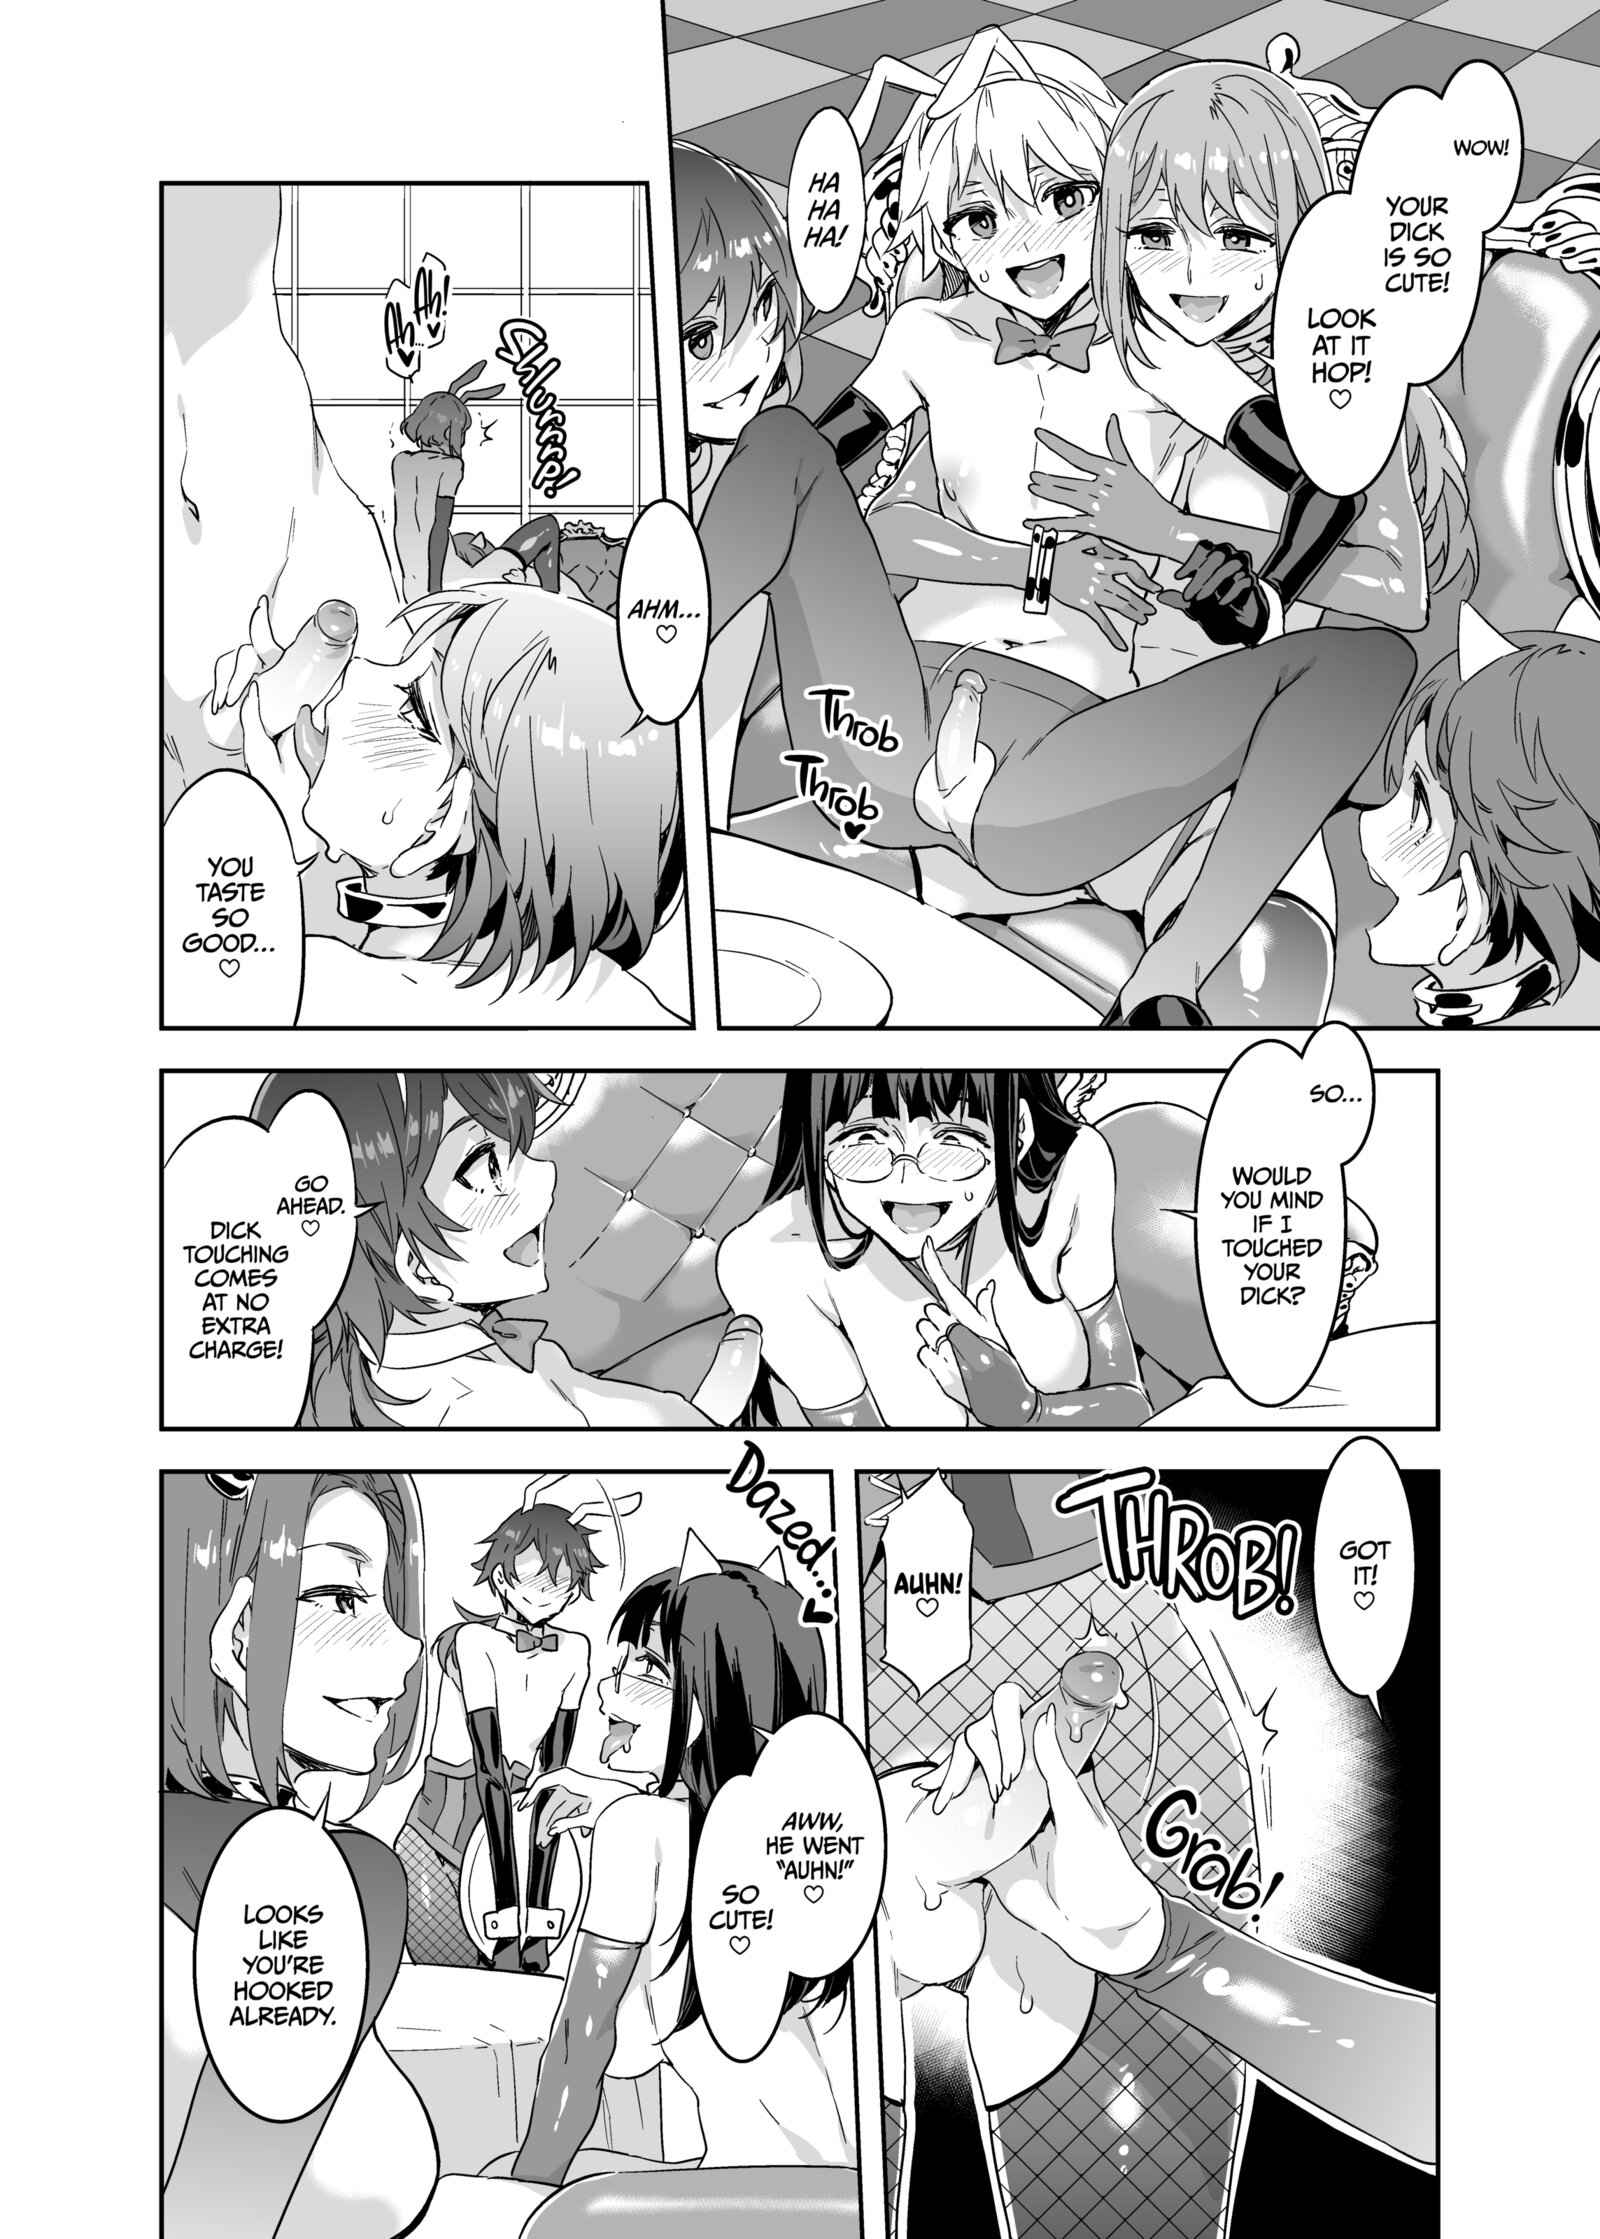 WOW!
YOUR
DICK
IS SO
CUTE!
LOOK
AT IT
HOP!
♡
HA
HA
HA!
Throb
Throb
Ah!
Ah...
Shlurrrp!
AHM...
♡
YOU
TASTE
SO
GOOD...
♡
SO...
WOULD
YOU MIND
IF I
TOUCHED
YOUR
DICK?
GO
AHEAD.
♡
DICK
TOUCHING
COMES
AT NO
EXTRA
CHARGE!
GOT
IT!
♡
THROB!
AUHN!
♡
Grab!
Dazed...
AWW,
HE WENT
"AUHN!"
♡
SO
CUTE!
♡
LOOKS
LIKE
YOU'RE
HOOKED
ALREADY.